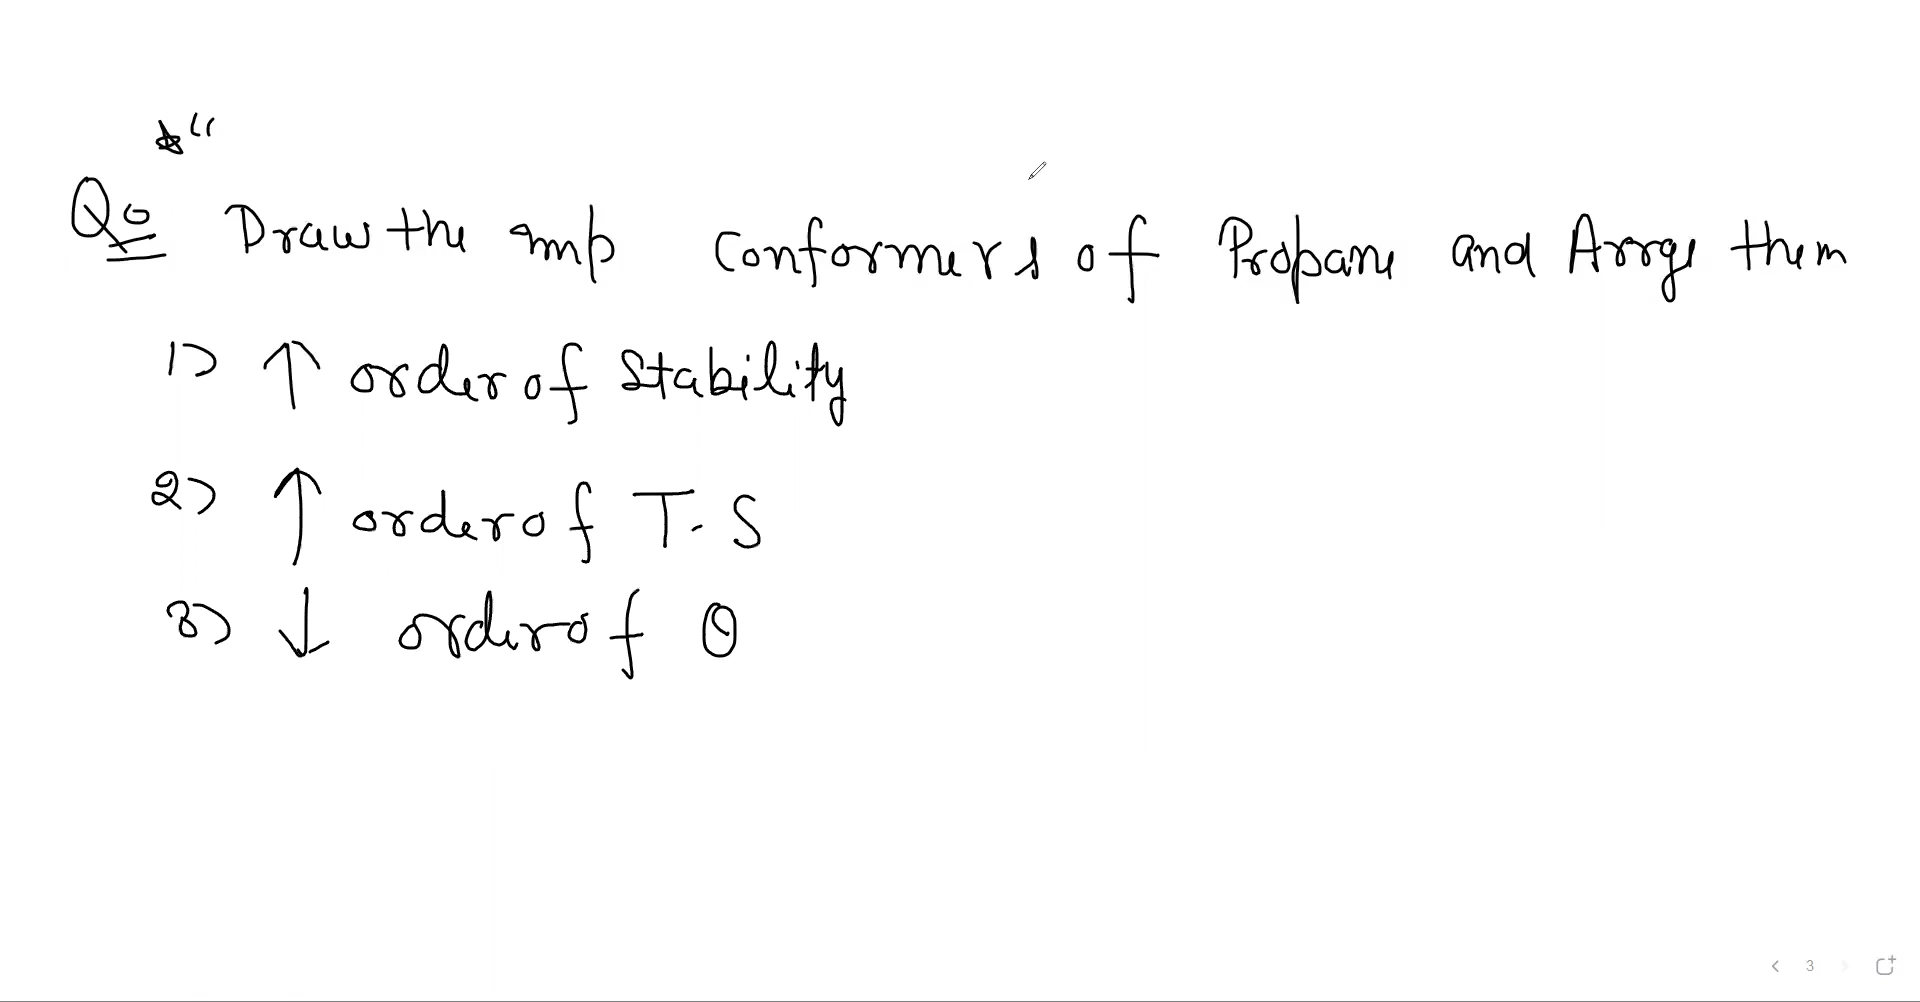 Q. Draw the Imp Conformers of Propane and Arrge them
1) ↑ order of Stability
2) ↑ order of T.S
3) ↓ order of θ
3